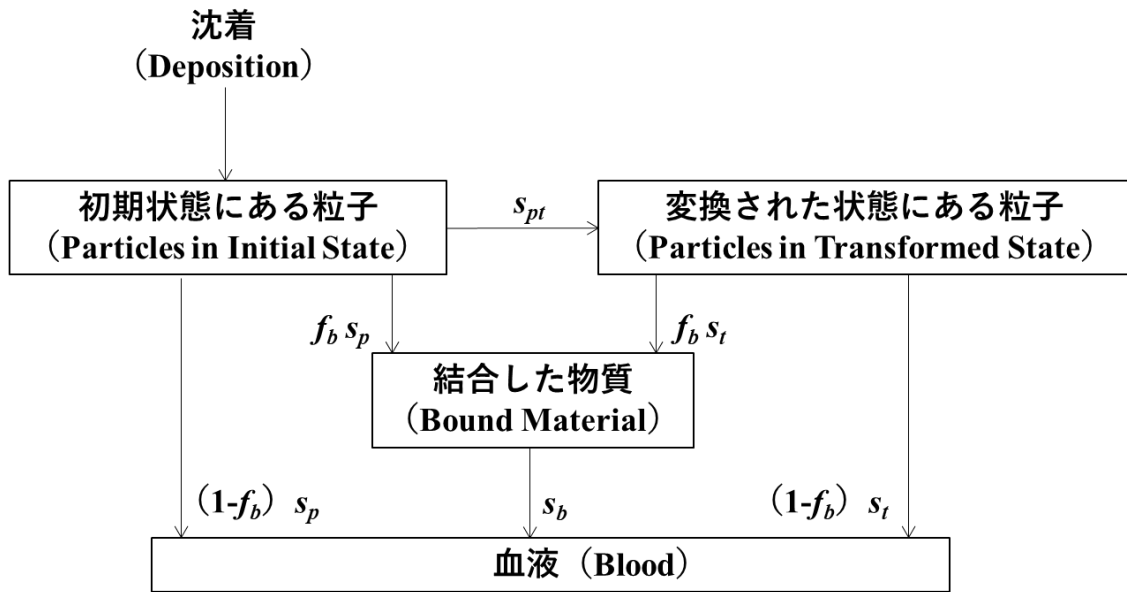 沈着
（Deposition）
初期状態にある粒子
（Particles in Initial State）
s_pt
変換された状態にある粒子
（Particles in Transformed State）
f_b s_p
f_b s_t
結合した物質
（Bound Material）
（1-f_b） s_p
s_b
（1-f_b） s_t
血液（Blood）